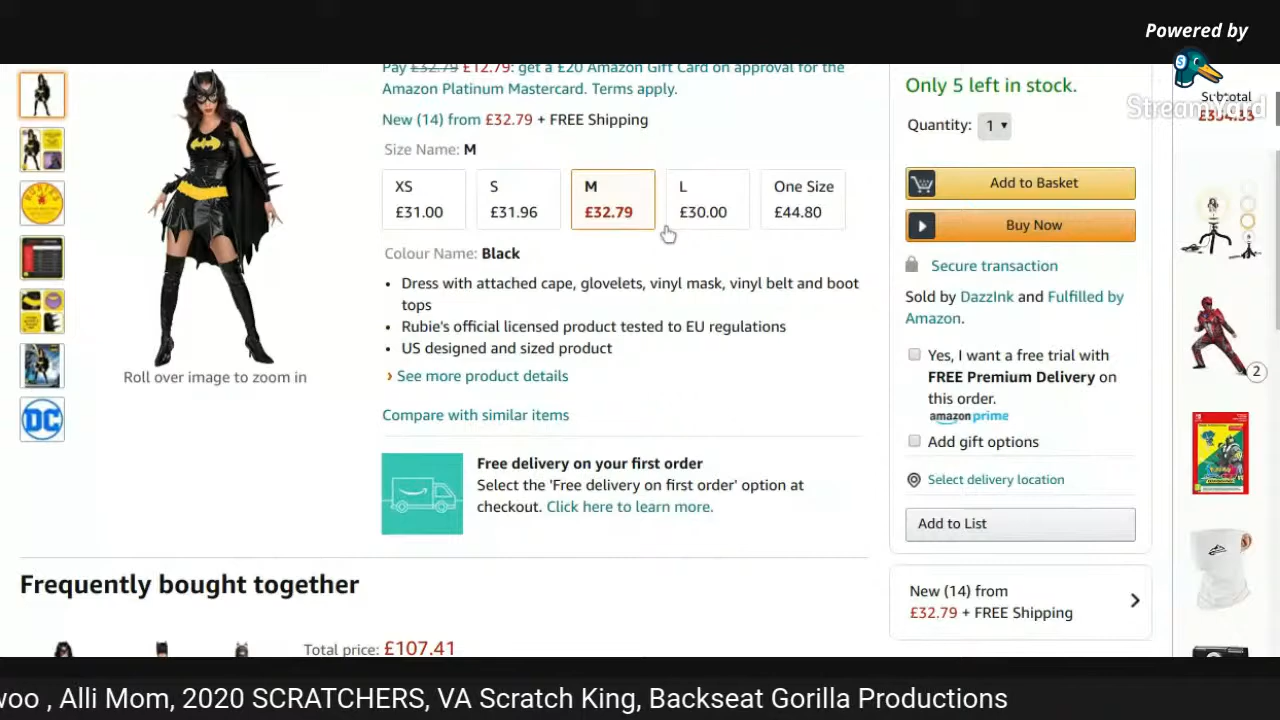 Powered by
StreamYard
Pay £32.79 £12.79: get a £20 Amazon Gift Card on approval for the
Amazon Platinum Mastercard. Terms apply.
New (14) from £32.79 + FREE Shipping
Size Name: M
XS
£31.00
S
£31.96
M
£32.79
L
£30.00
One Size
£44.80
Colour Name: Black
• Dress with attached cape, glovelets, vinyl mask, vinyl belt and boot
tops
• Rubie's official licensed product tested to EU regulations
• US designed and sized product
› See more product details
Compare with similar items
Roll over image to zoom in
DC
Free delivery on your first order
Select the 'Free delivery on first order' option at
checkout. Click here to learn more.
Frequently bought together
Total price: £107.41
Only 5 left in stock.
Quantity: 1
Add to Basket
Buy Now
Secure transaction
Sold by DazzInk and Fulfilled by
Amazon.
Yes, I want a free trial with
FREE Premium Delivery on
this order.
amazon prime
Add gift options
Select delivery location
Add to List
New (14) from
£32.79 + FREE Shipping
Subtotal
2
woo , Alli Mom, 2020 SCRATCHERS, VA Scratch King, Backseat Gorilla Productions